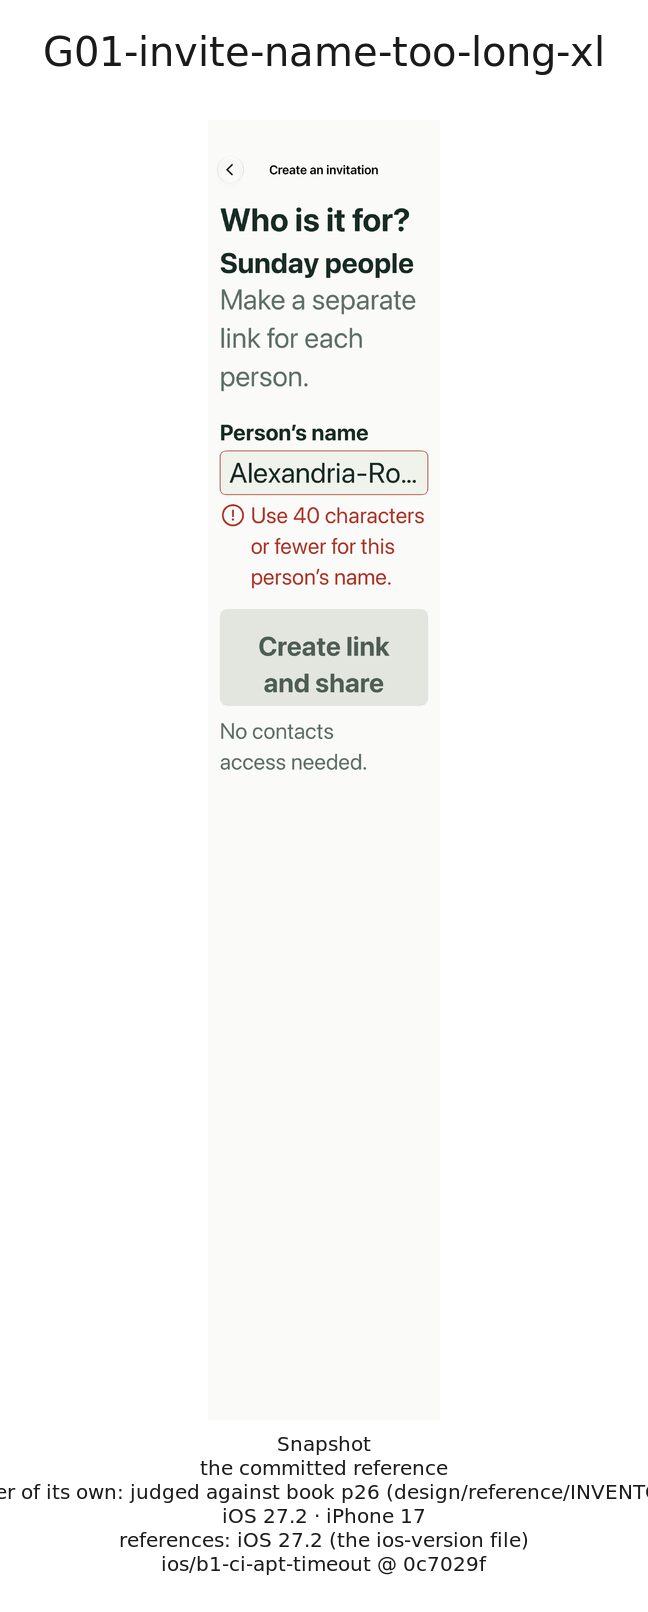 G01-invite-name-too-long-xl
Create an invitation
Who is it for?
Sunday people
Make a separate
link for each
person.
Person’s name
Alexandria-Ro…
Use 40 characters
or fewer for this
person’s name.
Create link
and share
No contacts
access needed.
Snapshot
the committed reference
er of its own: judged against book p26 (design/reference/INVENTO
iOS 27.2 · iPhone 17
references: iOS 27.2 (the ios-version file)
ios/b1-ci-apt-timeout @ 0c7029f